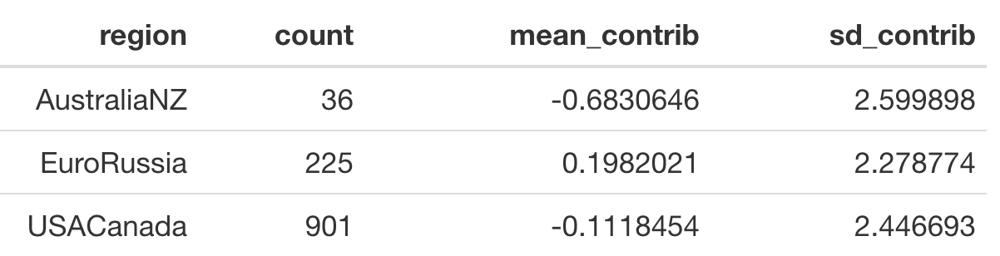 region count mean_contrib sd_contrib
AustraliaNZ 36 -0.6830646 2.599898
EuroRussia 225 0.1982021 2.278774
USACanada 901 -0.1118454 2.446693